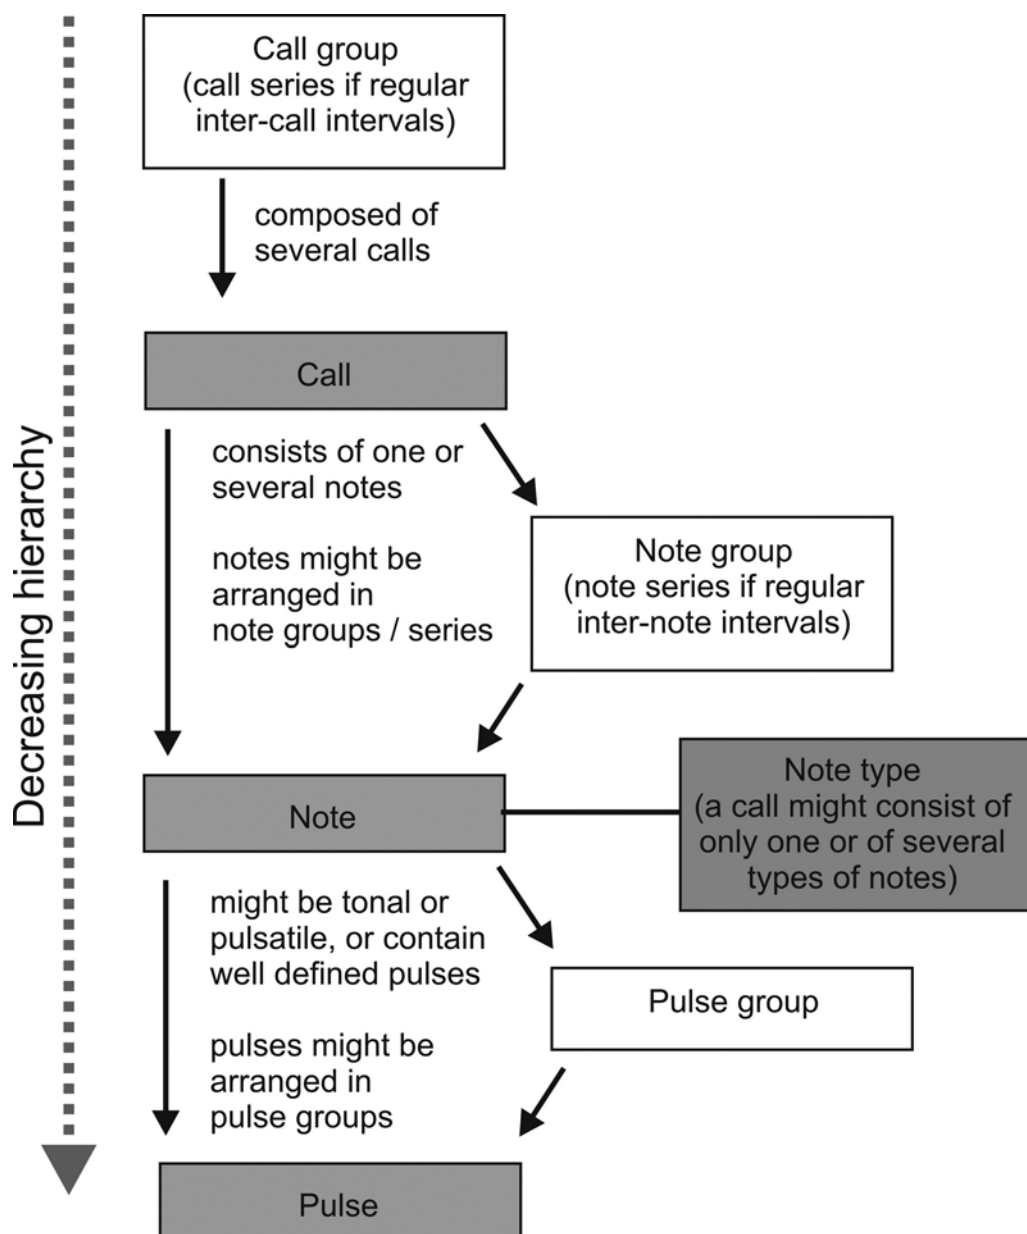 Decreasing hierarchy
Call group
(call series if regular
inter-call intervals)
composed of
several calls
Call
consists of one or
several notes
notes might be
arranged in
note groups / series
Note group
(note series if regular
inter-note intervals)
Note
Note type
(a call might consist of
only one or of several
types of notes)
might be tonal or
pulsatile, or contain
well defined pulses
Pulse group
pulses might be
arranged in
pulse groups
Pulse